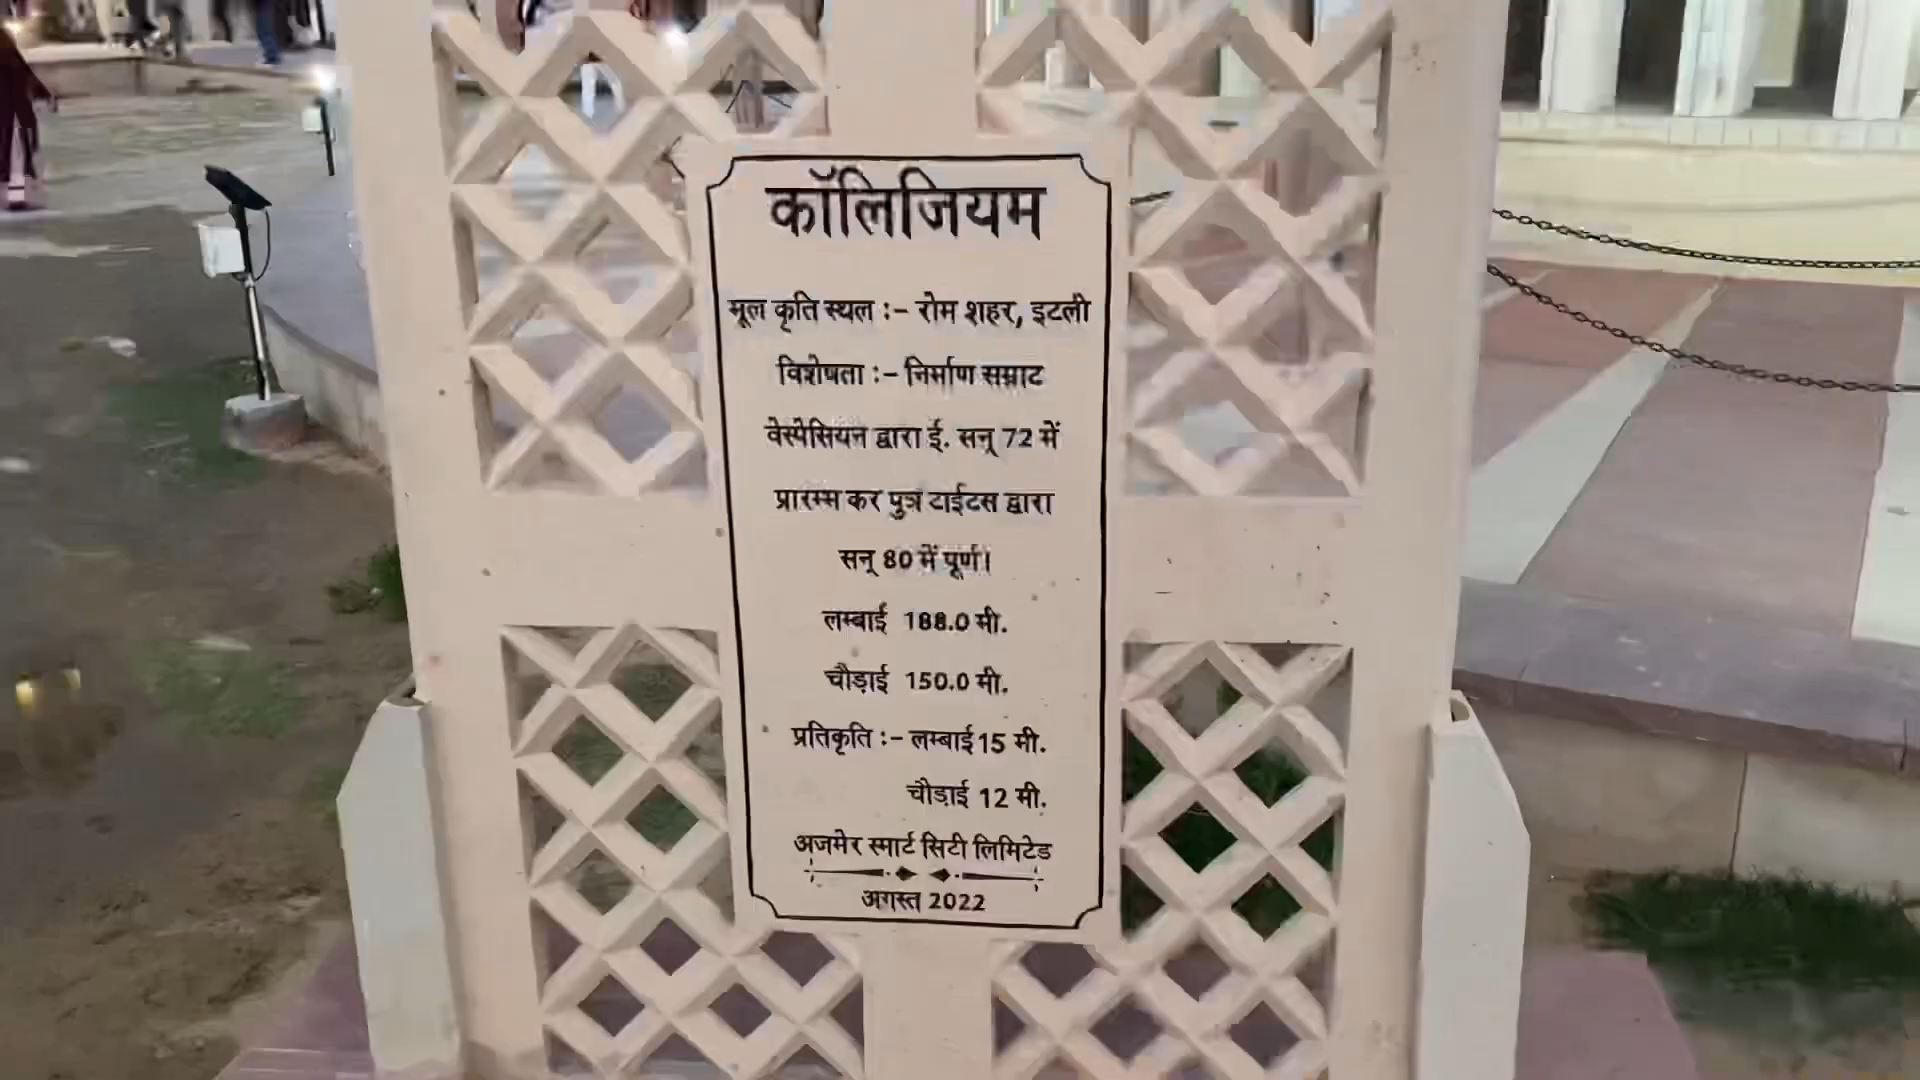 कॉलिजियम
मूल कृति स्थल :- रोम शहर, इटली
विशेषता :- निर्माण सम्राट
वेस्पेसियन द्वारा ई. सन् 72 में
प्रारम्भ कर पुत्र टाईटस द्वारा
सन् 80 में पूर्ण।
लम्बाई 188.0 मी.
चौड़ाई 150.0 मी.
प्रतिकृति :- लम्बाई 15 मी.
चौड़ाई 12 मी.
अजमेर स्मार्ट सिटी लिमिटेड
अगस्त 2022